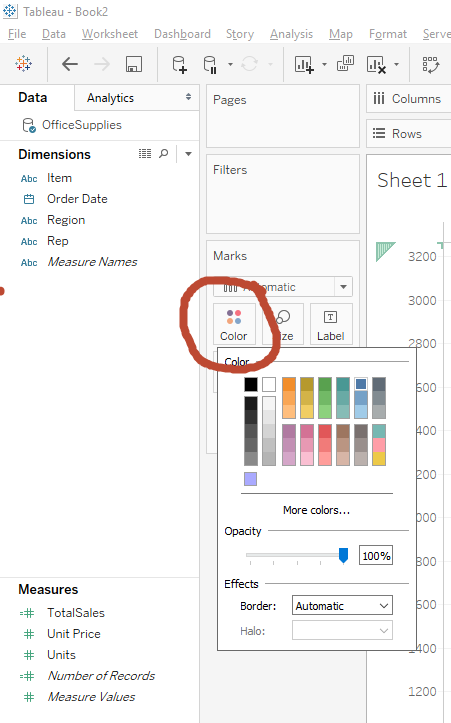 Tableau - Book2
File Data Worksheet Dashboard Story Analysis Map Format Serve
Data Analytics
OfficeSupplies
Dimensions
Abc Item
Order Date
Abc Region
Abc Rep
Abc Measure Names
Measures
TotalSales
Unit Price
Units
Number of Records
Measure Values
Pages
Filters
Marks
Automatic
Color Size Label
Color
More colors...
Opacity
100%
Effects
Border: Automatic
Halo:
Columns
Rows
Sheet 1
3200
3000
2800
600
400
200
000
800
600
1400
1200